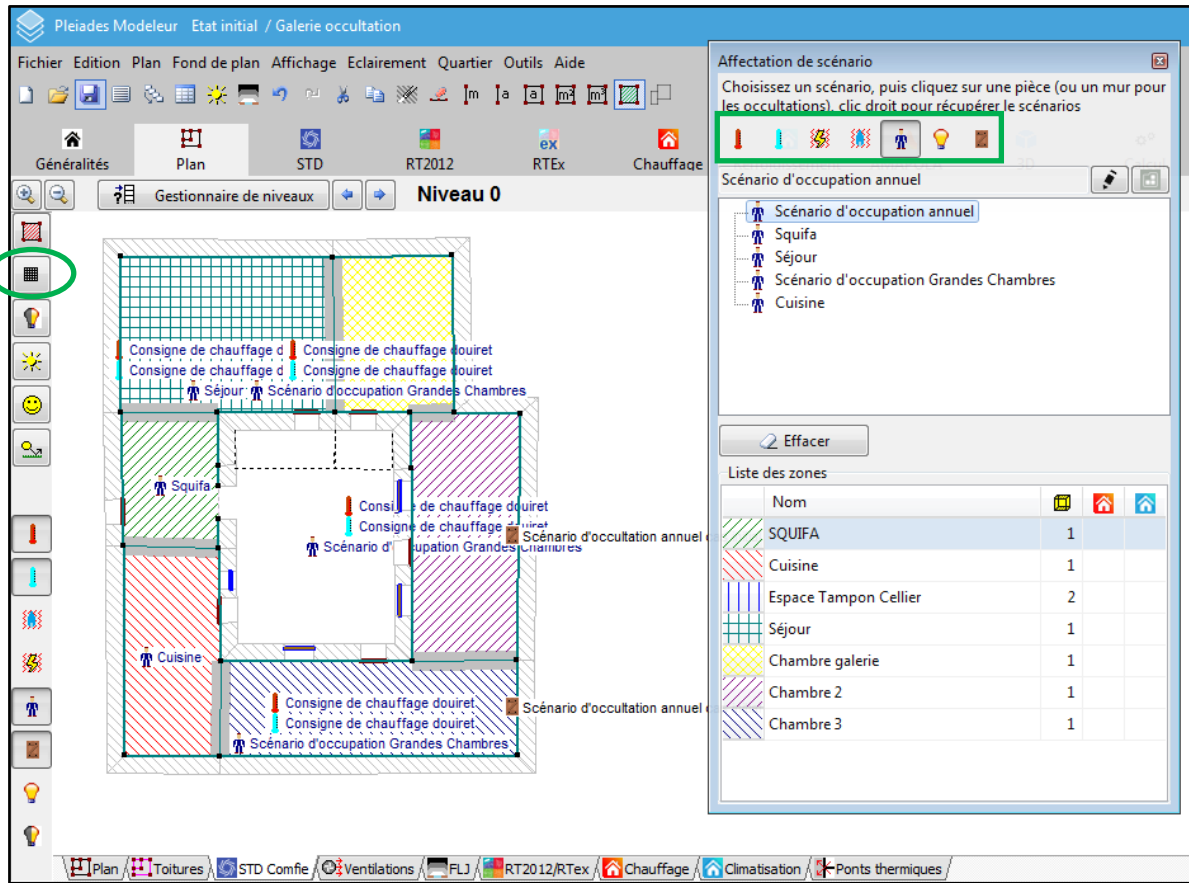 Pleiades Modeleur Etat initial / Galerie occultation
Fichier Edition Plan Fond de plan Affichage Eclairement Quartier Outils Aide
Généralités Plan STD RT2012 RTEx Chauffage
Gestionnaire de niveaux Niveau 0
Consigne de chauffage d Consigne de chauffage douiret
Consigne de chauffage d Consigne de chauffage douiret
Séjour Scénario d'occupation Grandes Chambres
Squifa
Consigne de chauffage douiret
Consigne de chauffage douiret
Scénario d'occultation annuel
Scénario d'occupation Grandes Chambres
Cuisine
Consigne de chauffage douiret
Consigne de chauffage douiret
Scénario d'occultation annuel
Scénario d'occupation Grandes Chambres
Plan Toitures STD Comfie Ventilations FLJ RT2012/RTex Chauffage Climatisation Ponts thermiques
Affectation de scénario
Choisissez un scénario, puis cliquez sur une pièce (ou un mur pour
les occultations), clic droit pour récupérer le scénarios
Scénario d'occupation annuel
Scénario d'occupation annuel
Squifa
Séjour
Scénario d'occupation Grandes Chambres
Cuisine
Effacer
Liste des zones
Nom
SQUIFA 1
Cuisine 1
Espace Tampon Cellier 2
Séjour 1
Chambre galerie 1
Chambre 2 1
Chambre 3 1